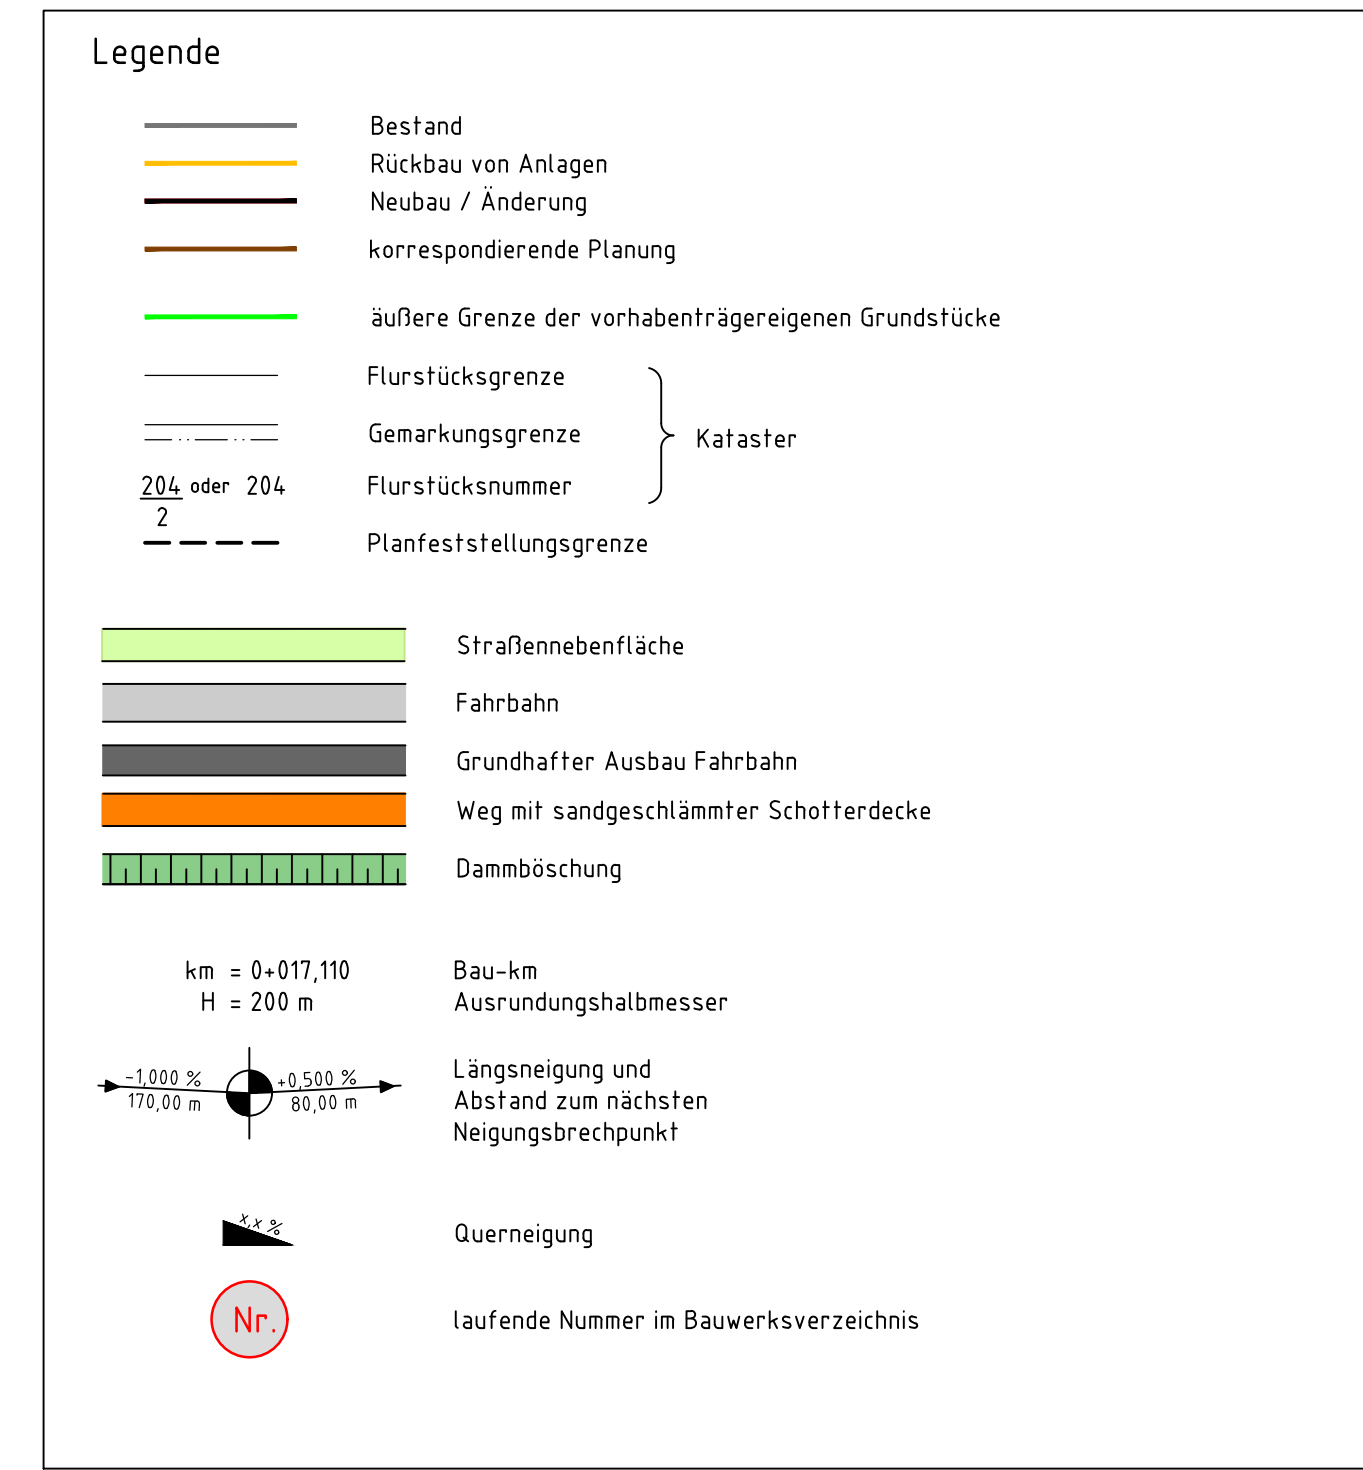 Legende
Bestand
Rückbau von Anlagen
Neubau / Änderung
korrespondierende Planung
äußere Grenze der vorhabenträgereigenen Grundstücke
Flurstücksgrenze
Gemarkungsgrenze
Kataster
204 oder 204
2
Flurstücksnummer
Planfeststellungsgrenze
Straßennebenfläche
Fahrbahn
Grundhafter Ausbau Fahrbahn
Weg mit sandgeschlämmter Schotterdecke
Dammböschung
km = 0+017,110
Bau-km
H = 200 m
Ausrundungshalbmesser
-1,000 %
170,00 m
+0,500 %
80,00 m
Längsneigung und
Abstand zum nächsten
Neigungsbrechpunkt
x,x %
Querneigung
Nr.
laufende Nummer im Bauwerksverzeichnis